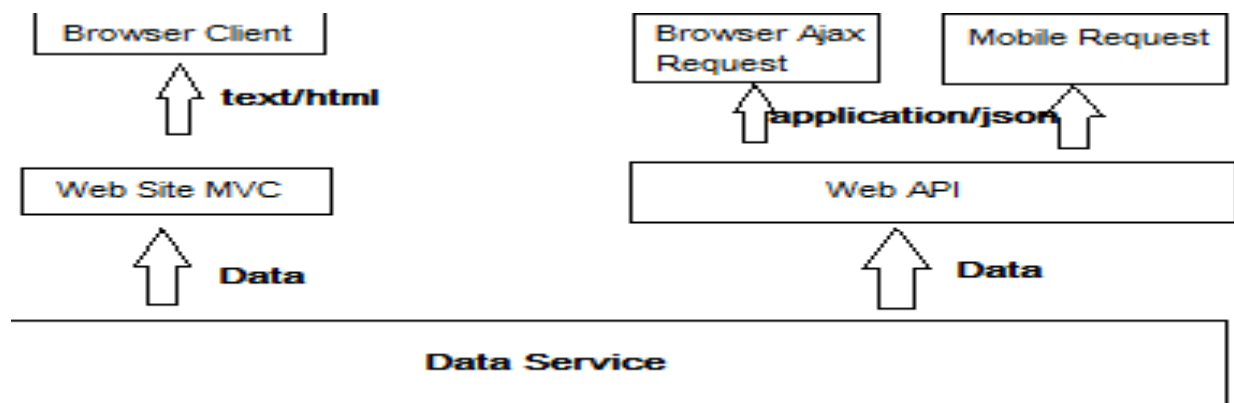 Browser Client
Browser Ajax
Request
Mobile Request
text/html
application/json
Web Site MVC
Web API
Data
Data
Data Service